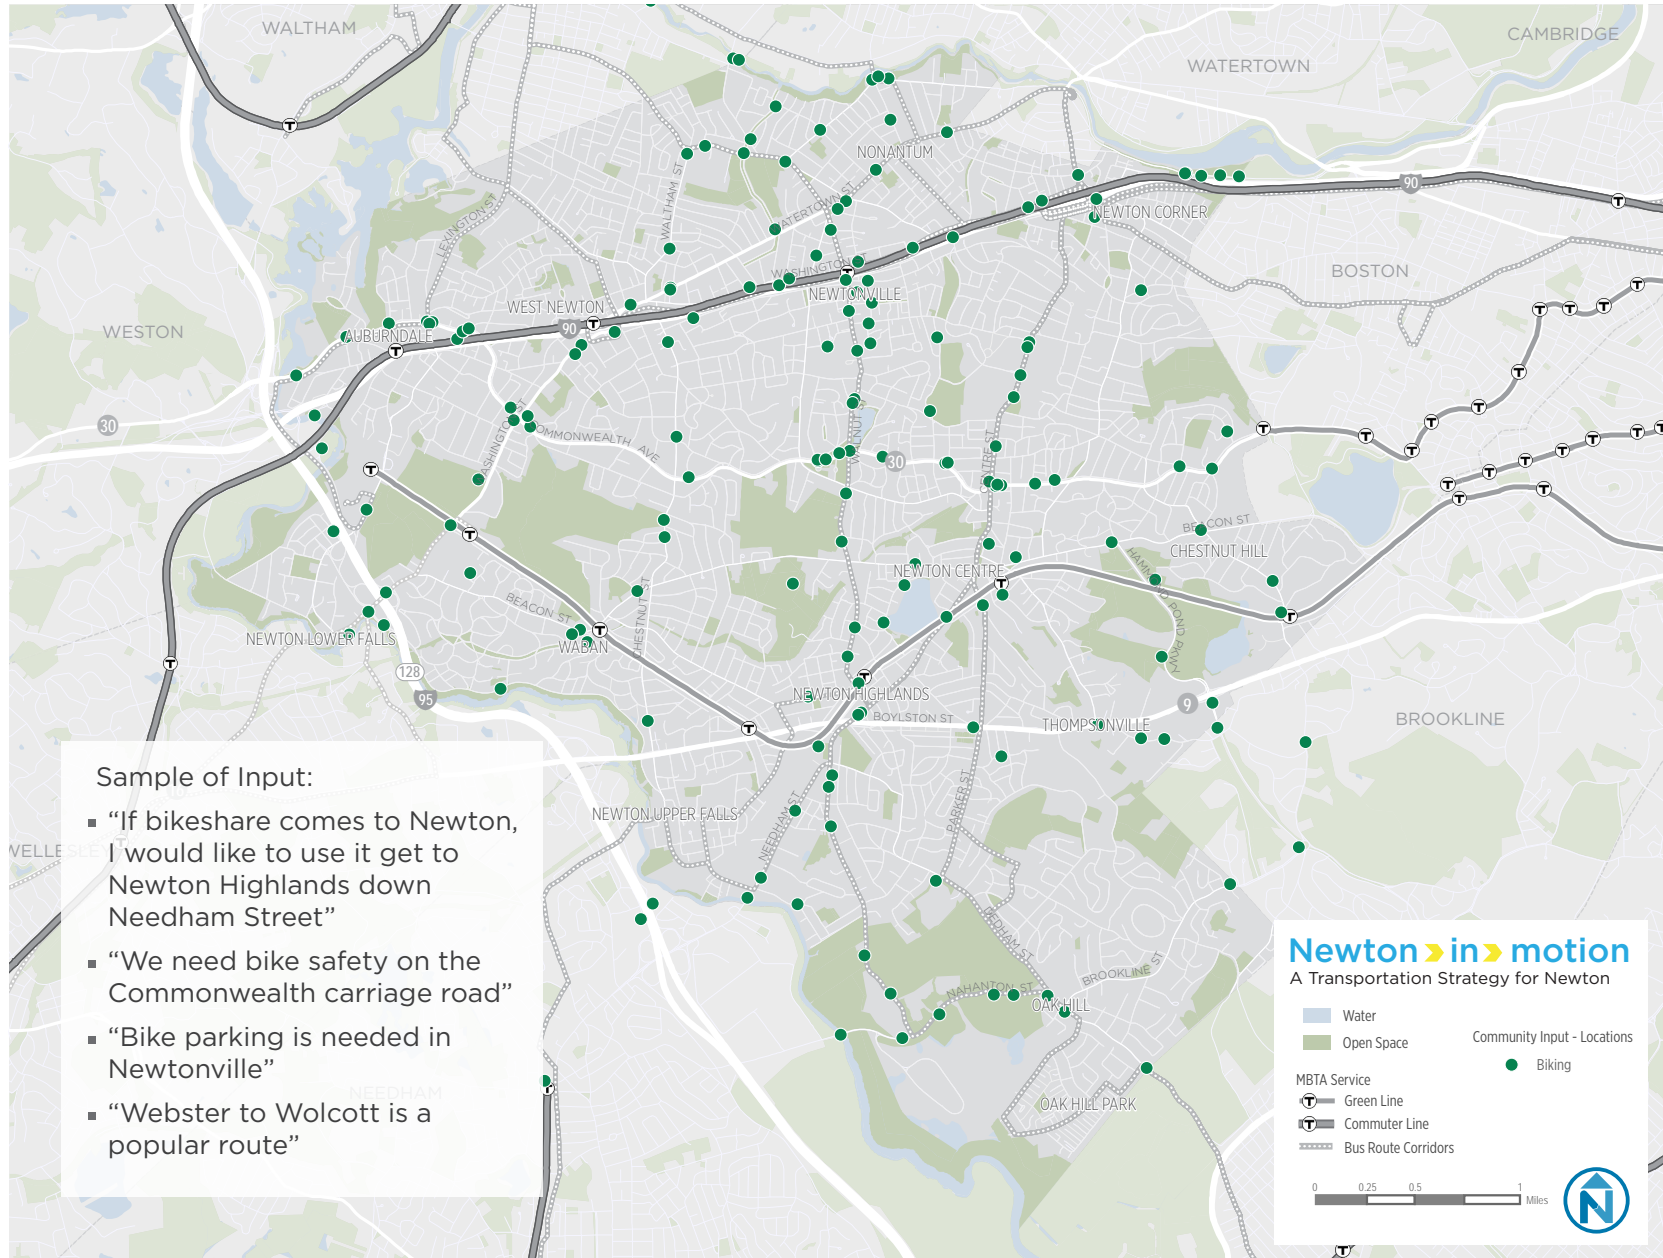 WALTHAM
CAMBRIDGE
WATERTOWN
NONANTUM
WALTHAM ST
WATERTOWN ST
LEXINGTON ST
90
NEWTON CORNER
WASHINGTON ST
BOSTON
NEWTONVILLE
WEST NEWTON
90
WESTON
AUBURNDALE
30
WASHINGTON ST
COMMONWEALTH AVE
WALNUT ST
30
CENTRE ST
BEACON ST
CHESTNUT HILL
HAMMOND POND PKWY
NEWTON CENTRE
BEACON ST
CHESTNUT ST
NEWTON LOWER FALLS
WABAN
128
95
NEWTON HIGHLANDS
BOYLSTON ST
THOMPSONVILLE
9
BROOKLINE
NEWTON UPPER FALLS
NEEDHAM ST
PARKER ST
WELLESLEY
DEDHAM ST
BROOKLINE ST
NAHANTON ST
OAK HILL
OAK HILL PARK
NEEDHAM
Sample of Input:
“If bikeshare comes to Newton,
I would like to use it get to
Newton Highlands down
Needham Street”
“We need bike safety on the
Commonwealth carriage road”
“Bike parking is needed in
Newtonville”
“Webster to Wolcott is a
popular route”
Newton in motion
A Transportation Strategy for Newton
Water
Open Space
Community Input - Locations
Biking
MBTA Service
T Green Line
T Commuter Line
Bus Route Corridors
0 0.25 0.5 1 Miles
N